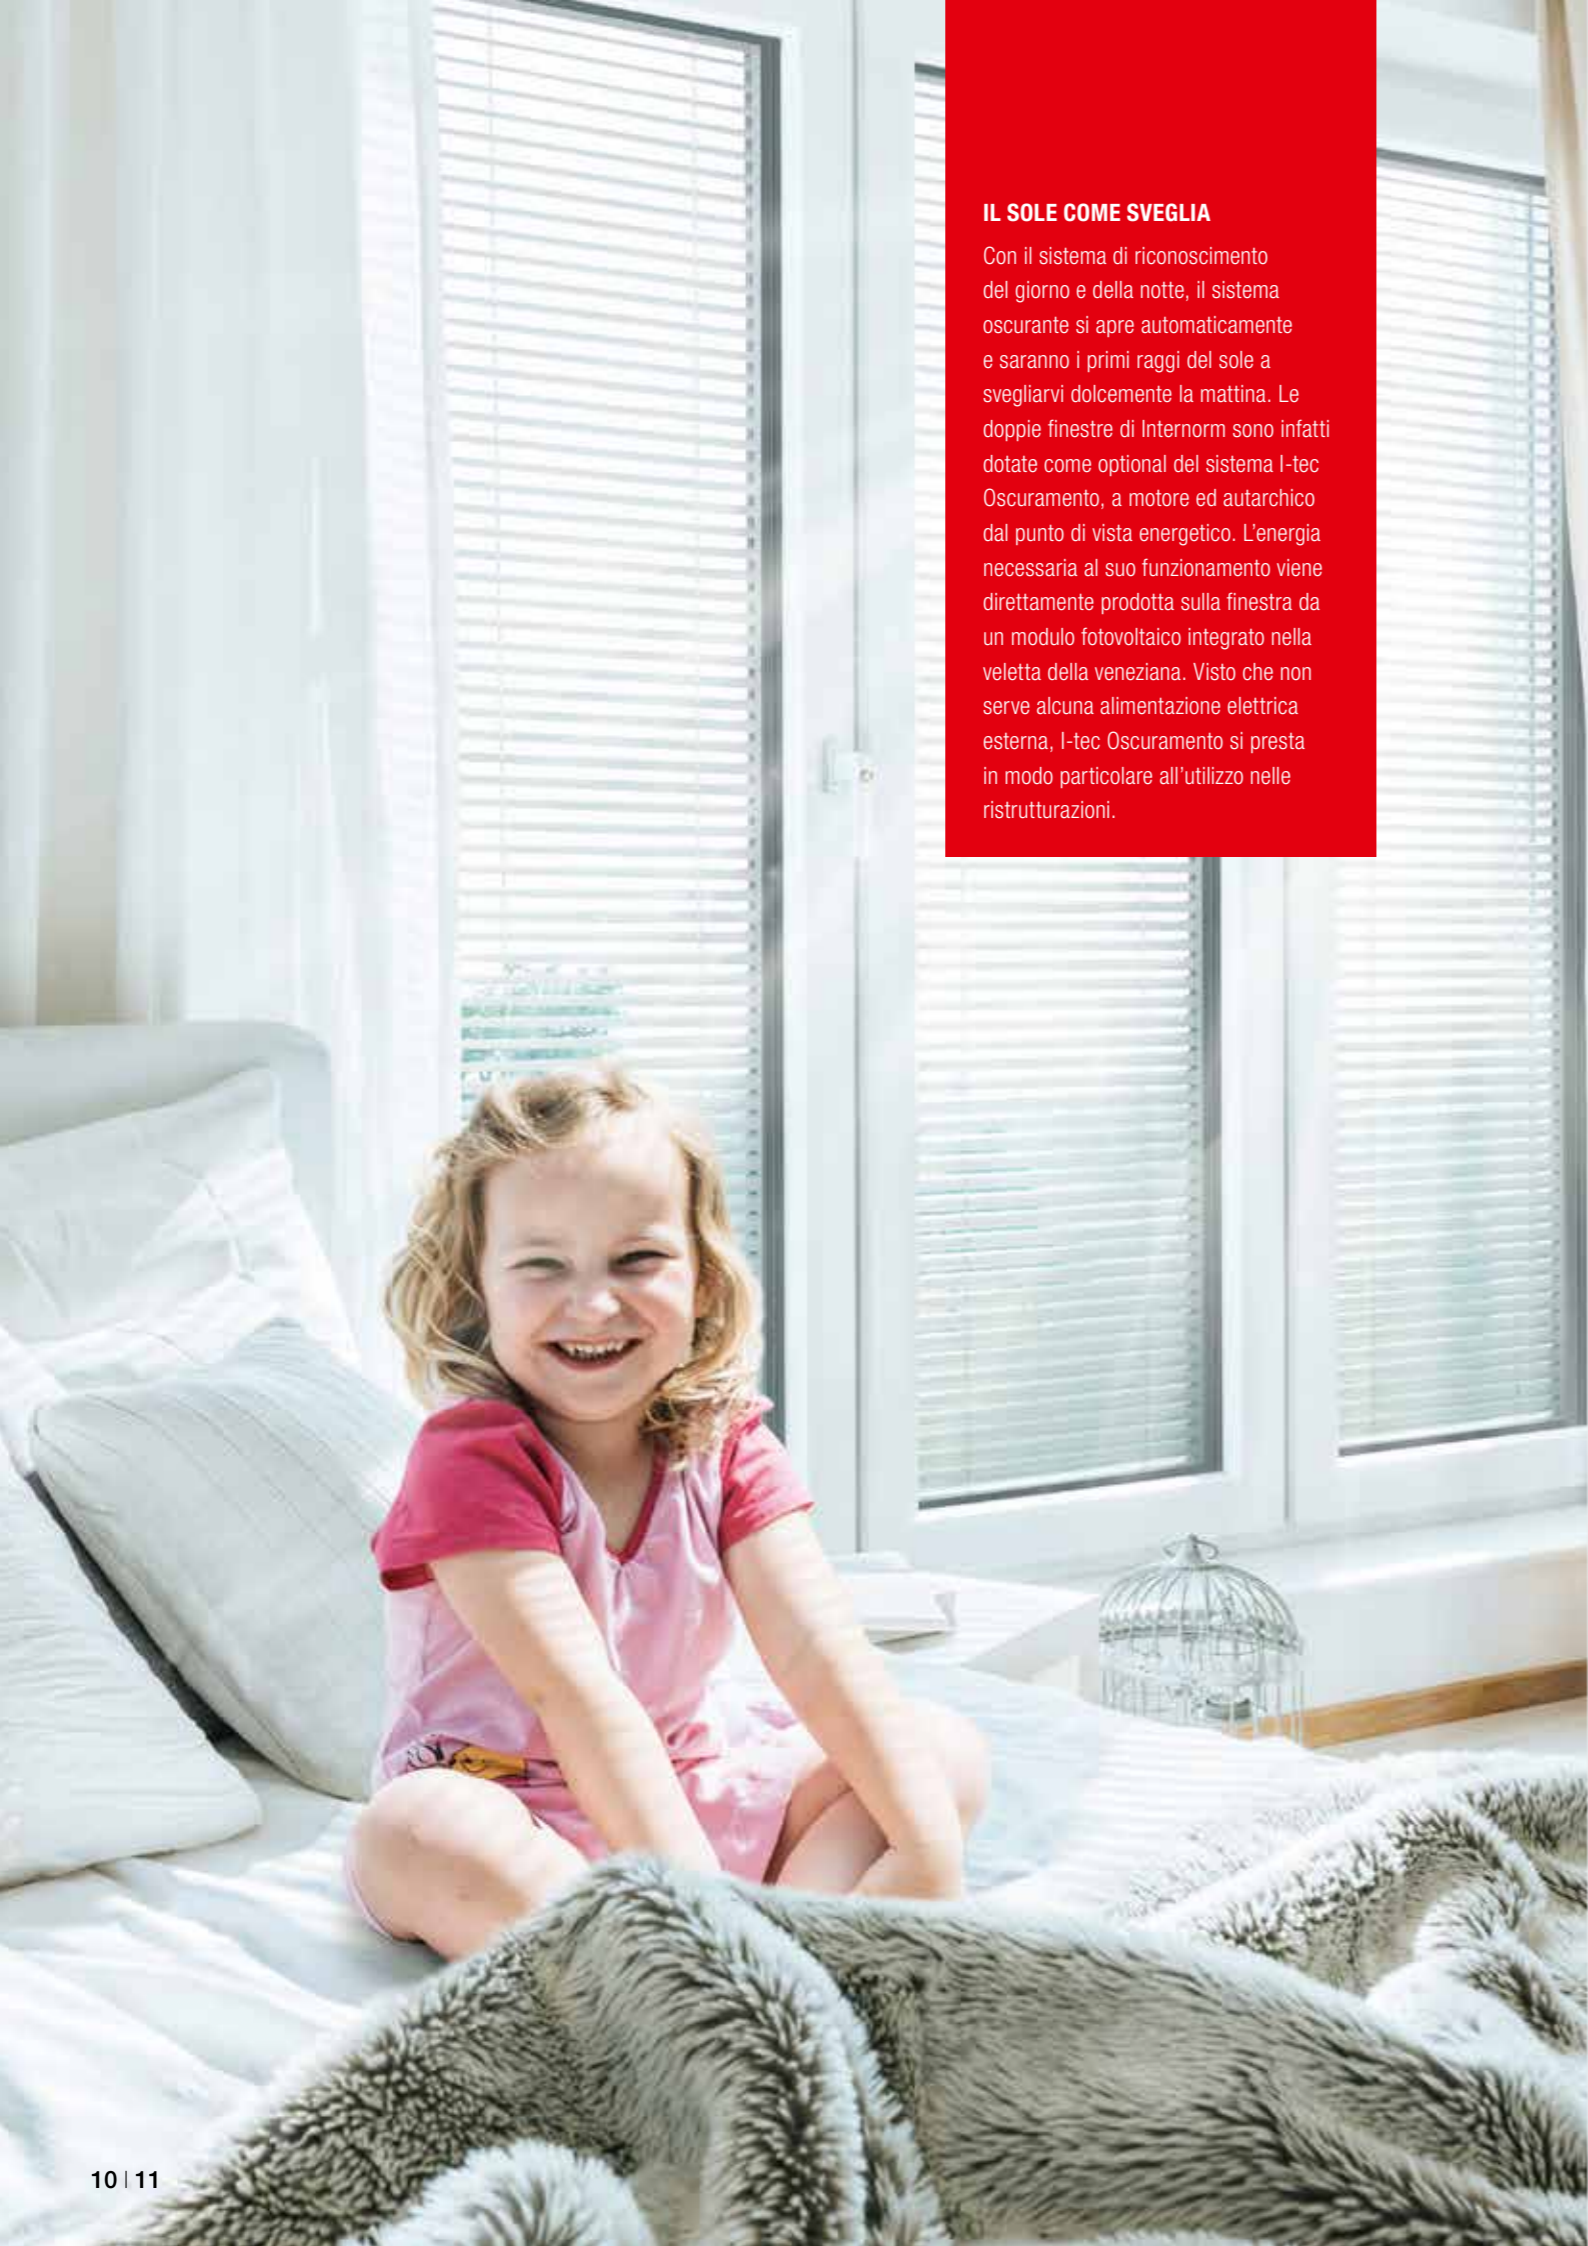 IL SOLE COME SVEGLIA
Con il sistema di riconoscimento
del giorno e della notte, il sistema
oscurante si apre automaticamente
e saranno i primi raggi del sole a
svegliarvi dolcemente la mattina. Le
doppie finestre di Internorm sono infatti
dotate come optional del sistema I-tec
Oscuramento, a motore ed autarchico
dal punto di vista energetico. L’energia
necessaria al suo funzionamento viene
direttamente prodotta sulla finestra da
un modulo fotovoltaico integrato nella
veletta della veneziana. Visto che non
serve alcuna alimentazione elettrica
esterna, I-tec Oscuramento si presta
in modo particolare all’utilizzo nelle
ristrutturazioni.
10 | 11